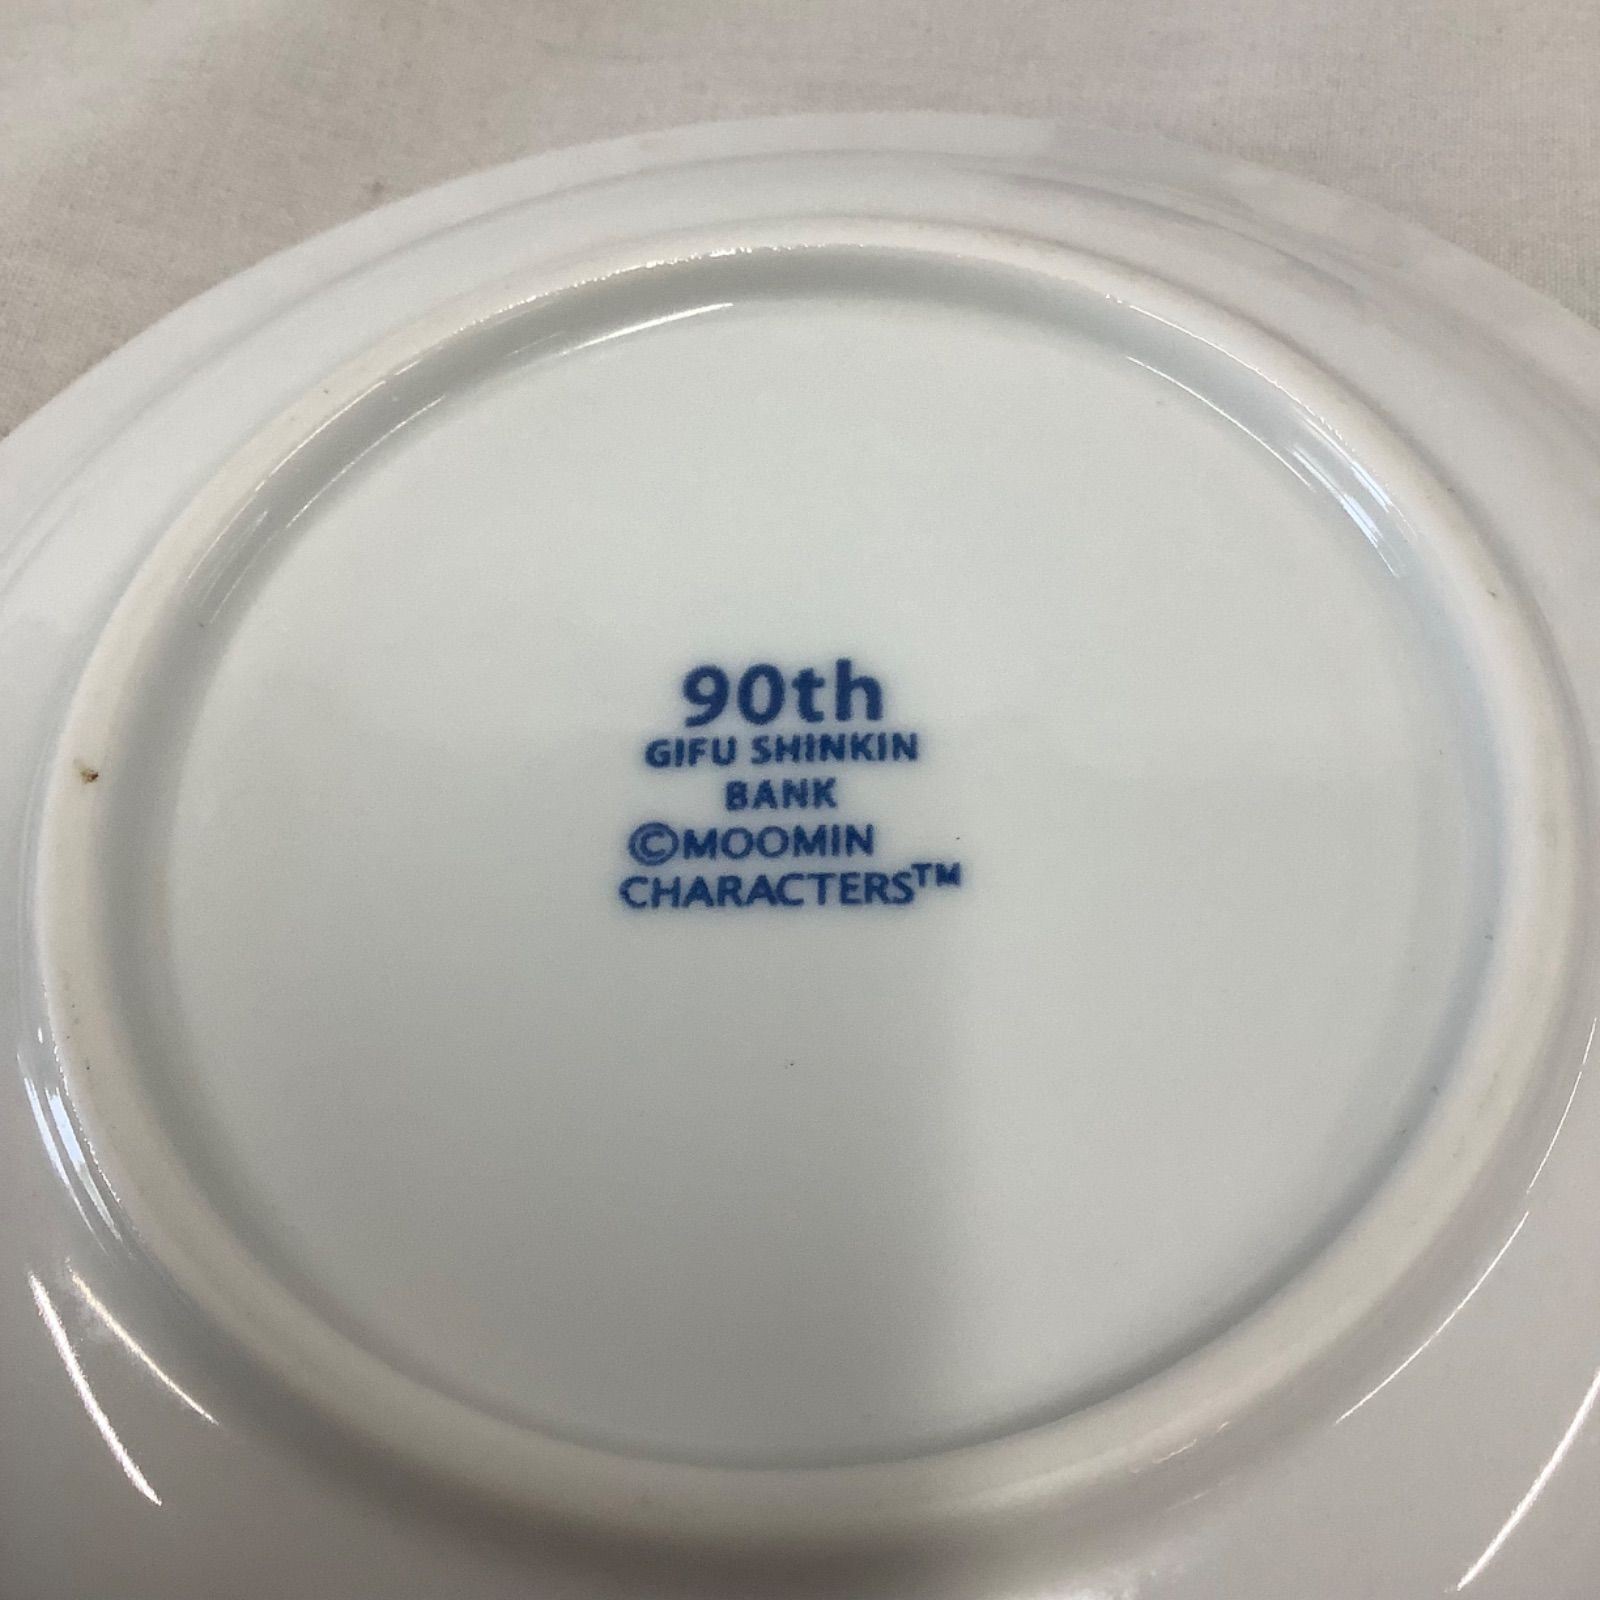 90th
GIFU SHINKIN
BANK
©MOOMIN
CHARACTERS™